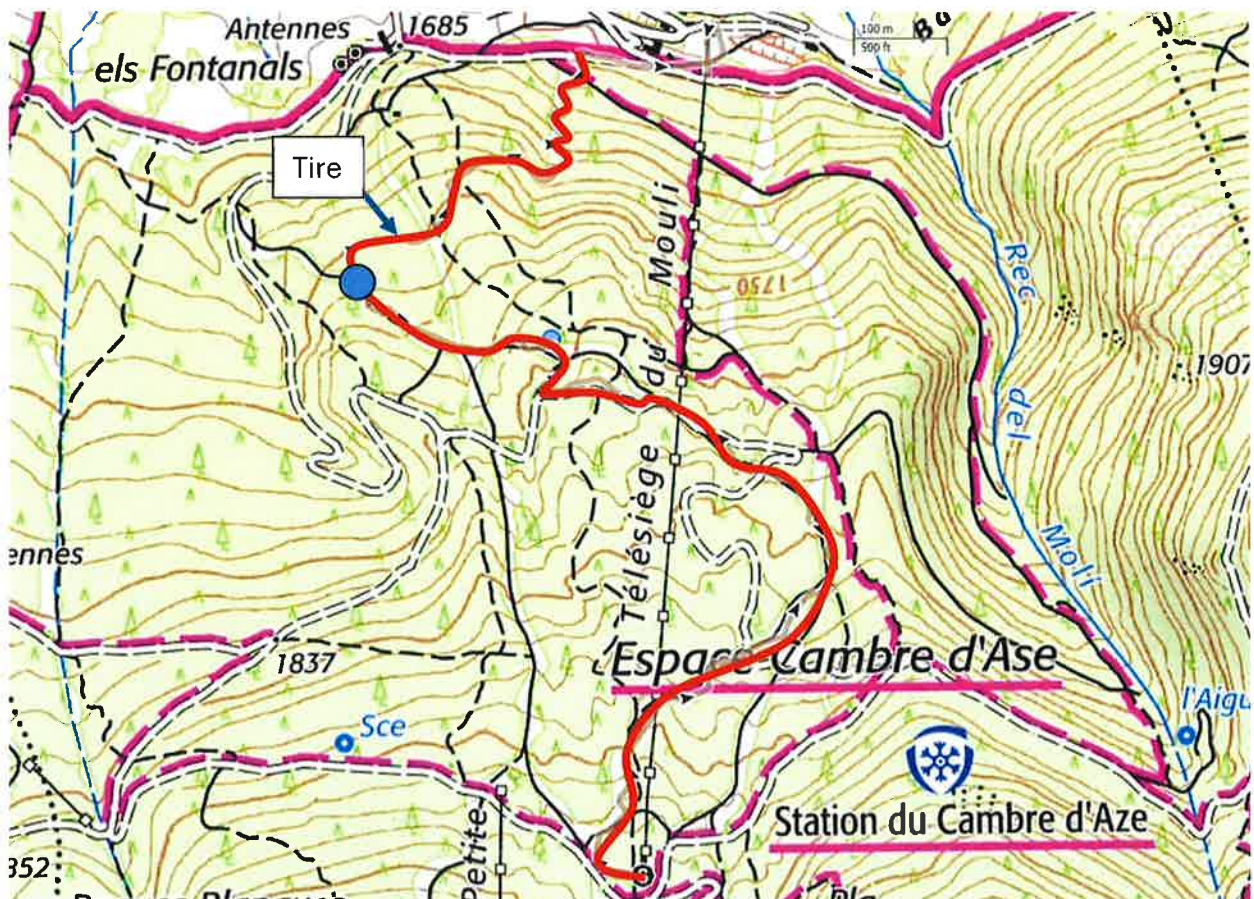 Antennes
1685
els Fontanals
100 m
500 ft
Tire
Mouli
du
Télésiège
1750
Rec
del
Molí
1907
ennes
1837
Espace Cambre d'Ase
Sce
l'Aigu
Station du Cambre d'Aze
Petite
352